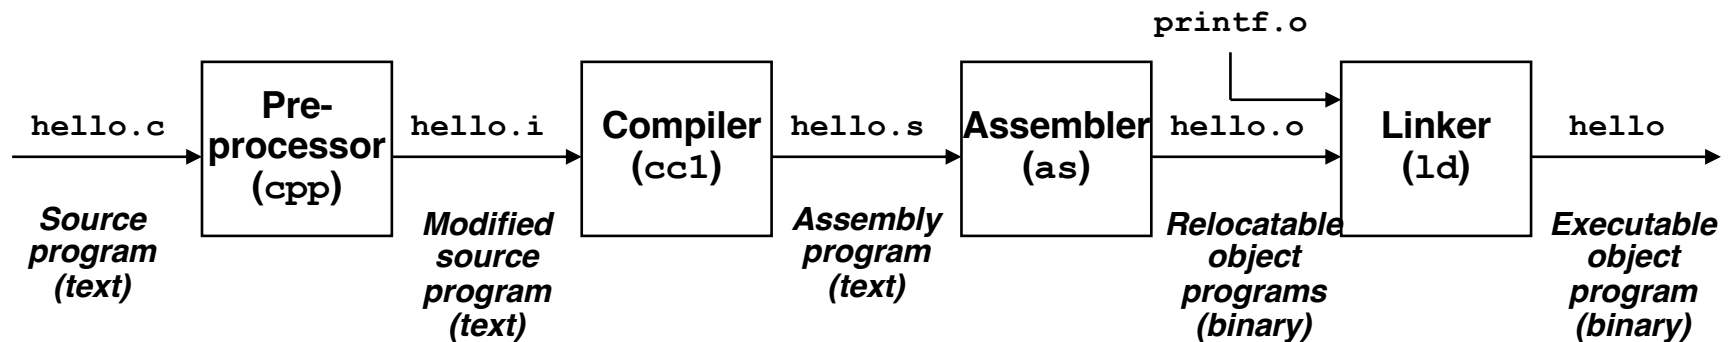 printf.o
hello.c
Pre-
processor
(cpp)
hello.i
Compiler
(cc1)
hello.s
Assembler
(as)
hello.o
Linker
(ld)
hello
Source
program
(text)
Modified
source
program
(text)
Assembly
program
(text)
Relocatable
object
programs
(binary)
Executable
object
program
(binary)